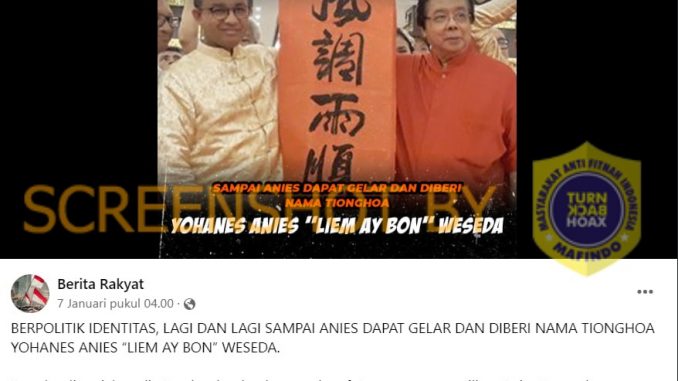 風調雨順
SAMPAI ANIES DAPAT GELAR DAN DIBERI
NAMA TIONGHOA
YOHANES ANIES "LIEM AY BON" WESEDA
SCREENSHOT BY
MASYARAKAT ANTI FITNAH INDONESIA
TURN
BACK
HOAX
MAFINDO
Berita Rakyat
7 Januari pukul 04.00 ·
BERPOLITIK IDENTITAS, LAGI DAN LAGI SAMPAI ANIES DAPAT GELAR DAN DIBERI NAMA TIONGHOA
YOHANES ANIES “LIEM AY BON” WESEDA.